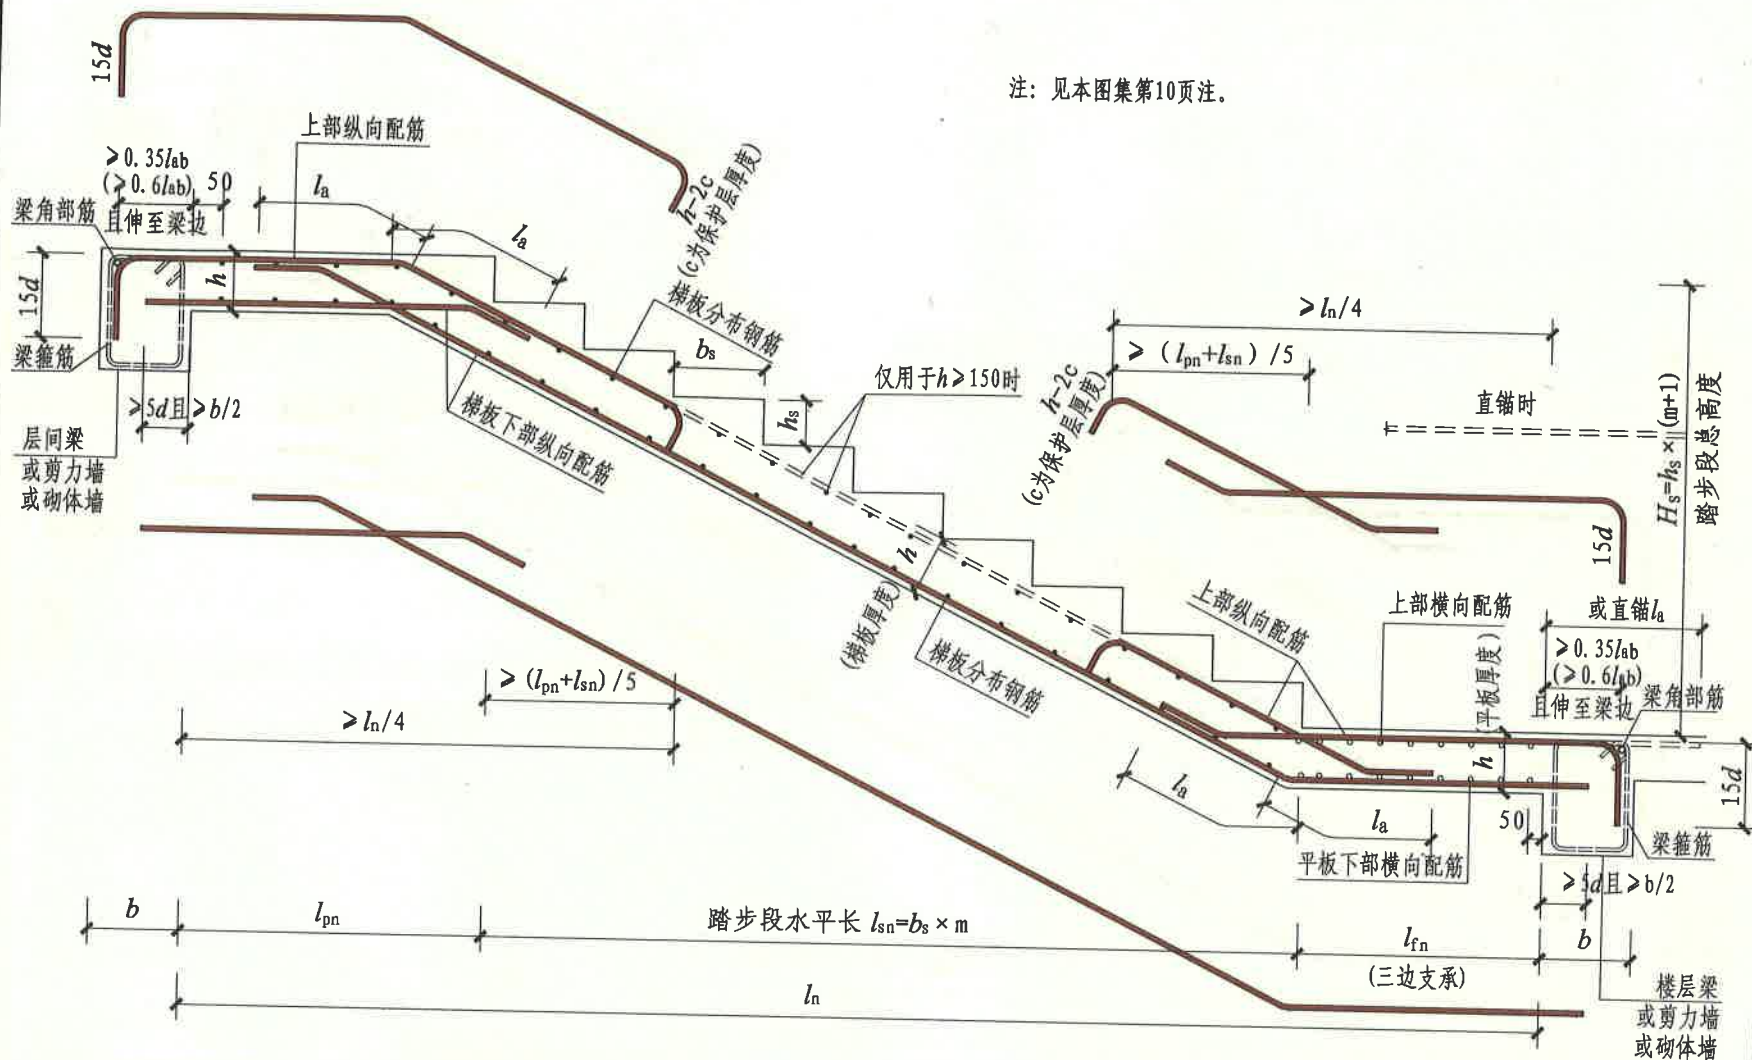 15d
注: 见本图集第10页注。
上部纵向配筋
≥0.35lab
(≥0.6lab)
且伸至梁边
50
la
la
h-2c
(c为保护层厚度)
梁角部筋
15d
h
梁箍筋
≥5d且≥b/2
层间梁
或剪力墙
或砌体墙
梯板分布钢筋
bs
hs
梯板下部纵向配筋
仅用于h≥150时
≥ln/4
≥(lpn+lsn)/5
h-2c
(c为保护层厚度)
直锚时
Hs=hs×(m+1)
踏步段总高度
15d
h
(梯板厚度)
梯板分布钢筋
上部纵向配筋
上部横向配筋
或直锚la
≥0.35lab
(≥0.6lab)
且伸至梁边
梁角部筋
(平板厚度)
h
≥(lpn+lsn)/5
≥ln/4
la
la
50
15d
梁箍筋
平板下部横向配筋
≥5d且≥b/2
b
lpn
踏步段水平长 lsn=bs×m
lfn
(三边支承)
b
ln
楼层梁
或剪力墙
或砌体墙